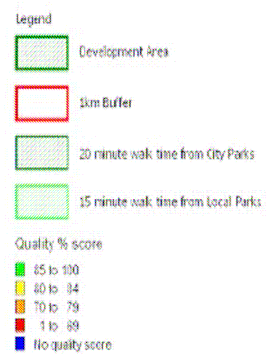 Legend
Development Area
1km Buffer
20 minute walk time from City Parks
15 minute walk time from Local Parks
Quality % score
85 to 100
80 to 84
70 to 79
1 to 69
No quality score